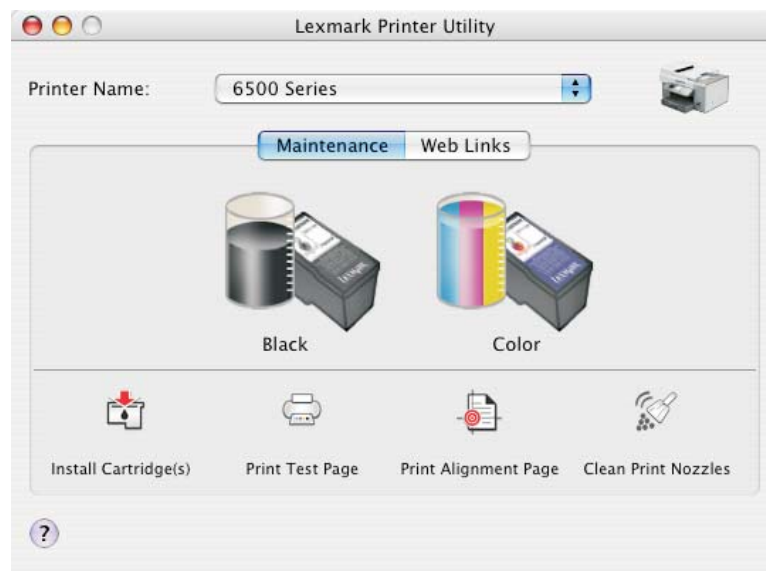 Lexmark Printer Utility
Printer Name: 6500 Series
Maintenance Web Links
Black Color
Install Cartridge(s) Print Test Page Print Alignment Page Clean Print Nozzles
?